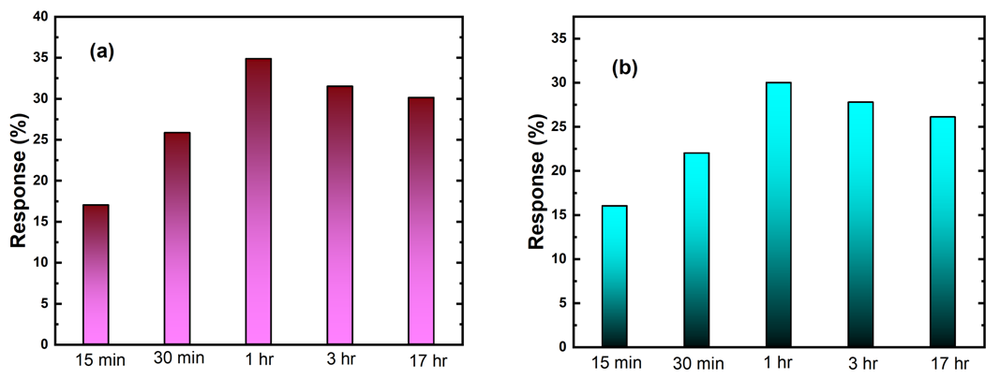 40
35
30
25
20
15
10
5
0
Response (%)
(a)
15 min
30 min
1 hr
3 hr
17 hr
35
30
25
20
15
10
5
0
Response (%)
(b)
15 min
30 min
1 hr
3 hr
17 hr